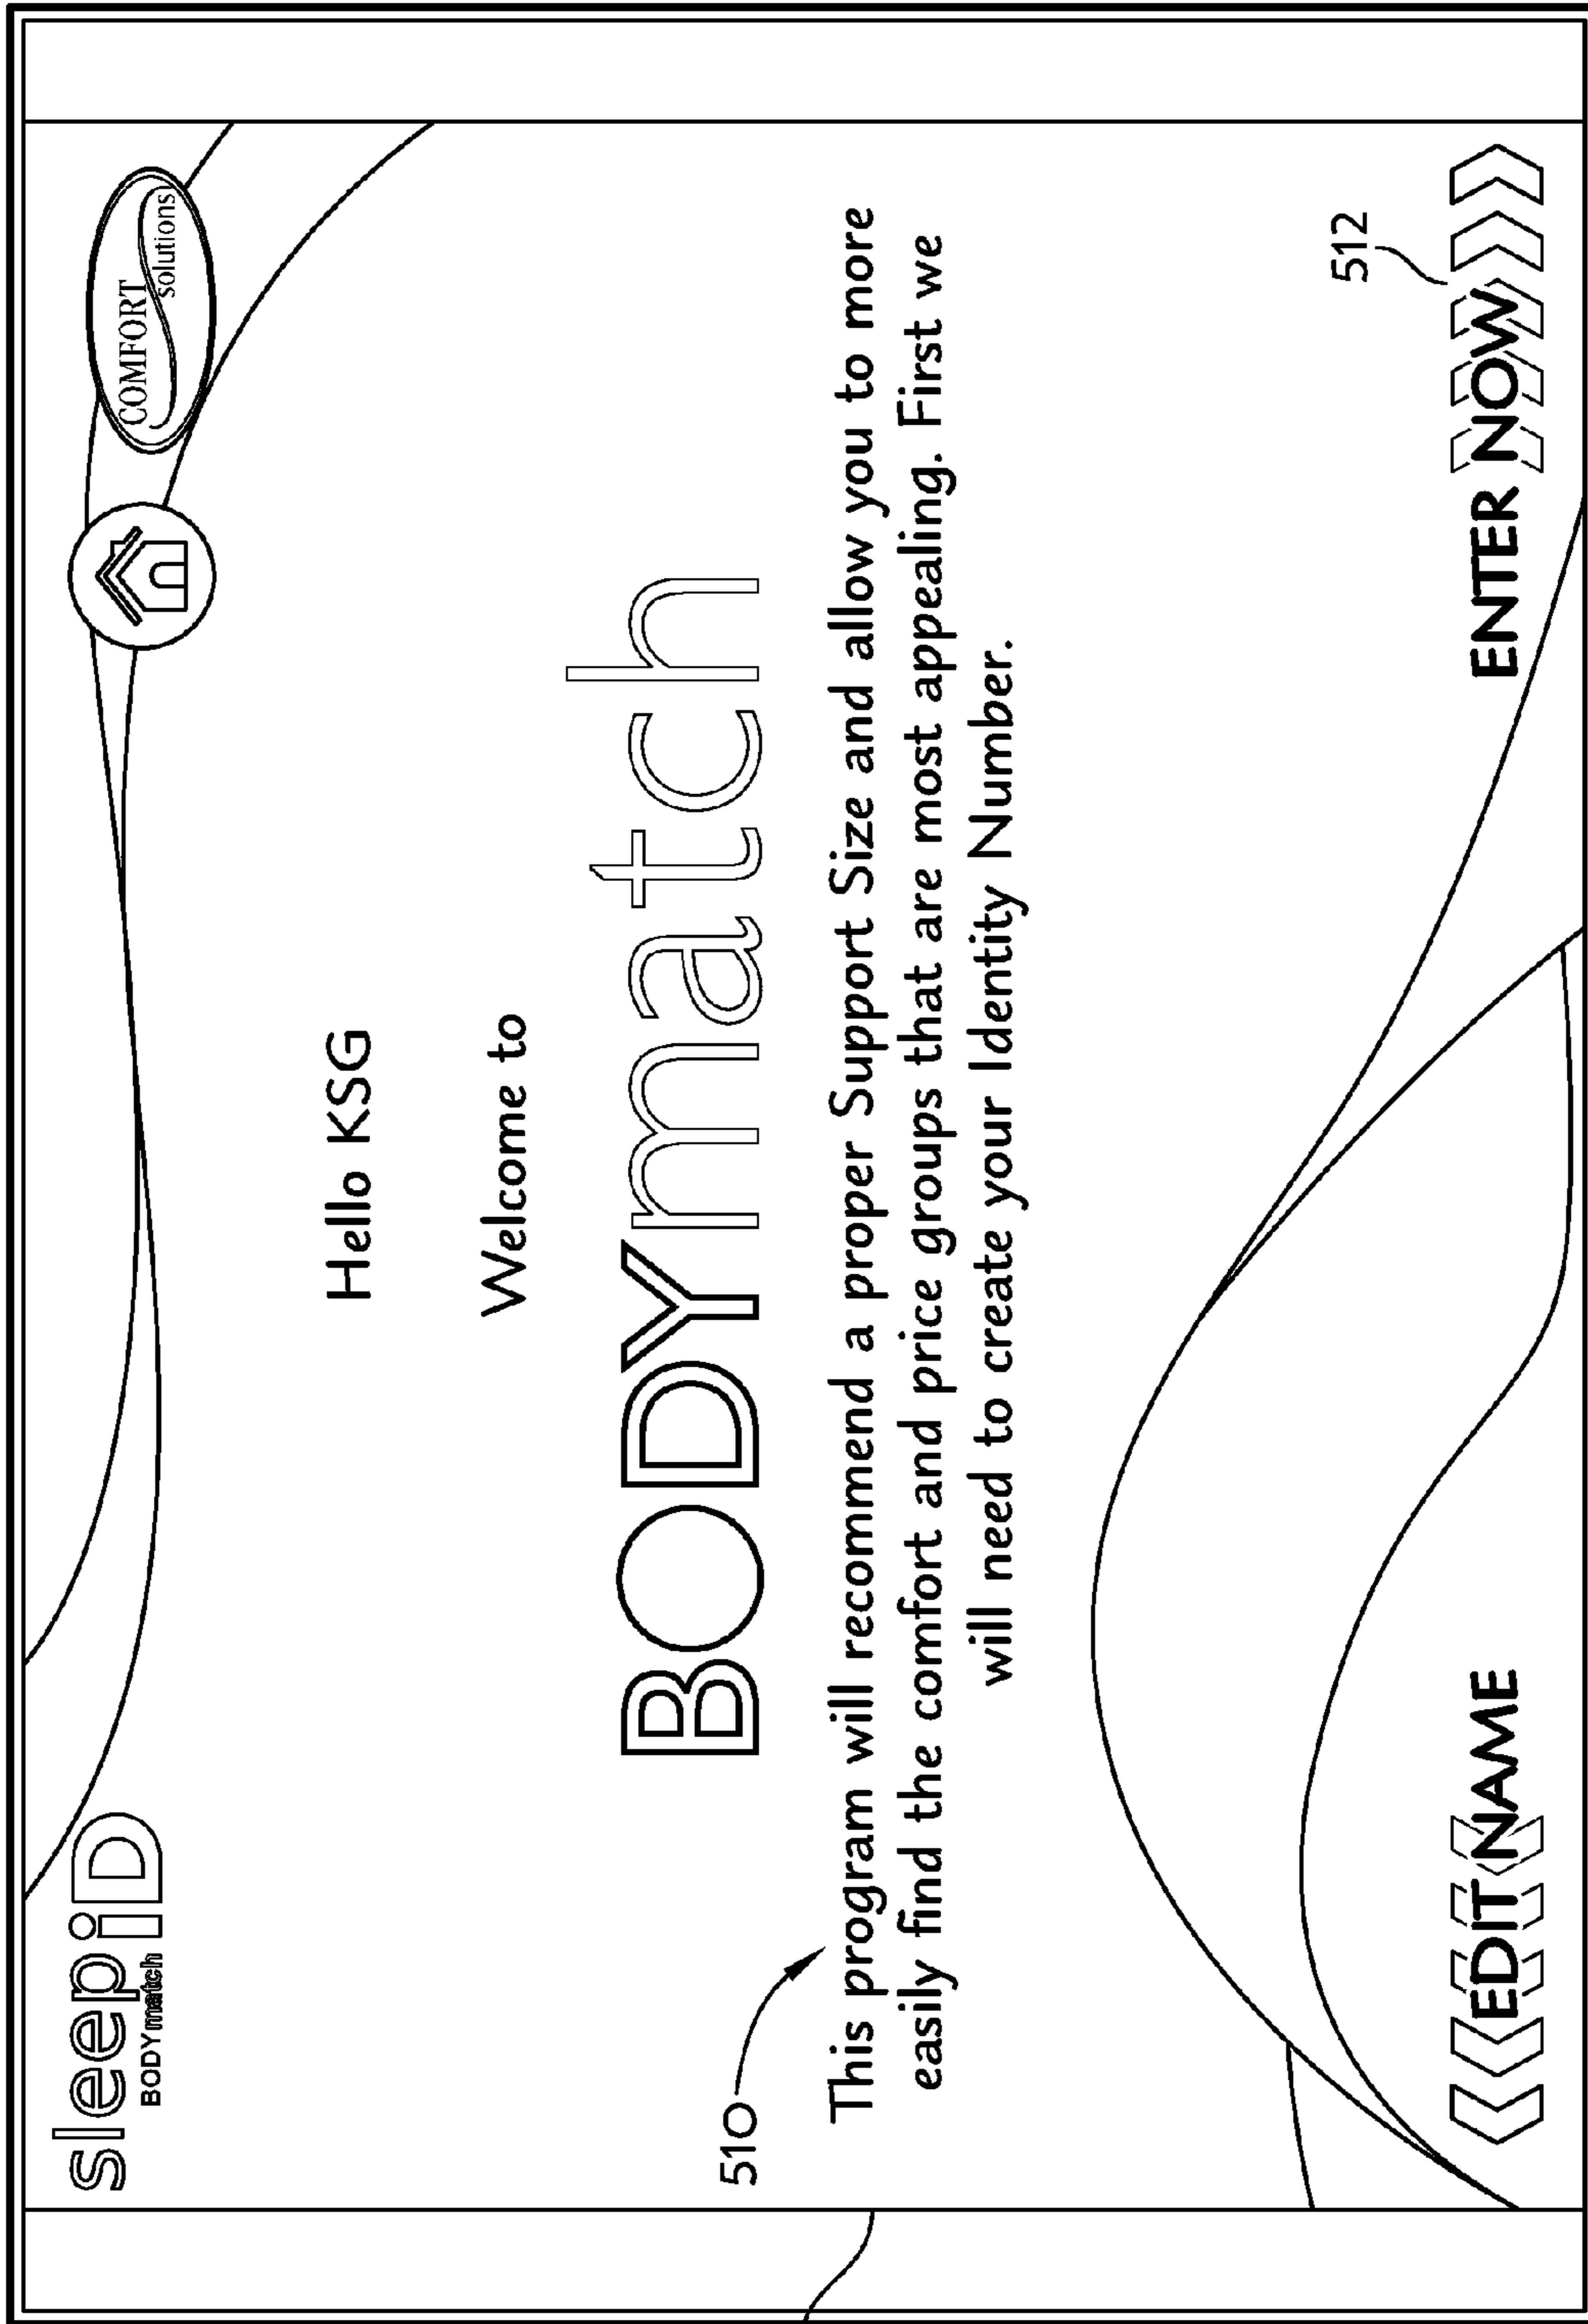 sleepiD
BODYmatch
COMFORT
solutions
Hello KSG
Welcome to
BODYmatch
510
This program will recommend a proper Support Size and allow you to more
easily find the comfort and price groups that are most appealing. First we
will need to create your Identity Number.
512
EDIT NAME
ENTER NOW